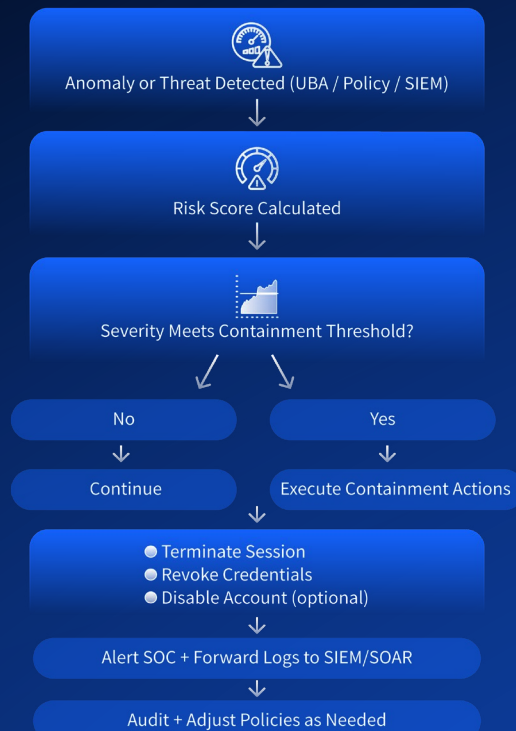 Anomaly or Threat Detected (UBA / Policy / SIEM)
Risk Score Calculated
Severity Meets Containment Threshold?
No
Yes
Continue
Execute Containment Actions
Terminate Session
Revoke Credentials
Disable Account (optional)
Alert SOC + Forward Logs to SIEM/SOAR
Audit + Adjust Policies as Needed